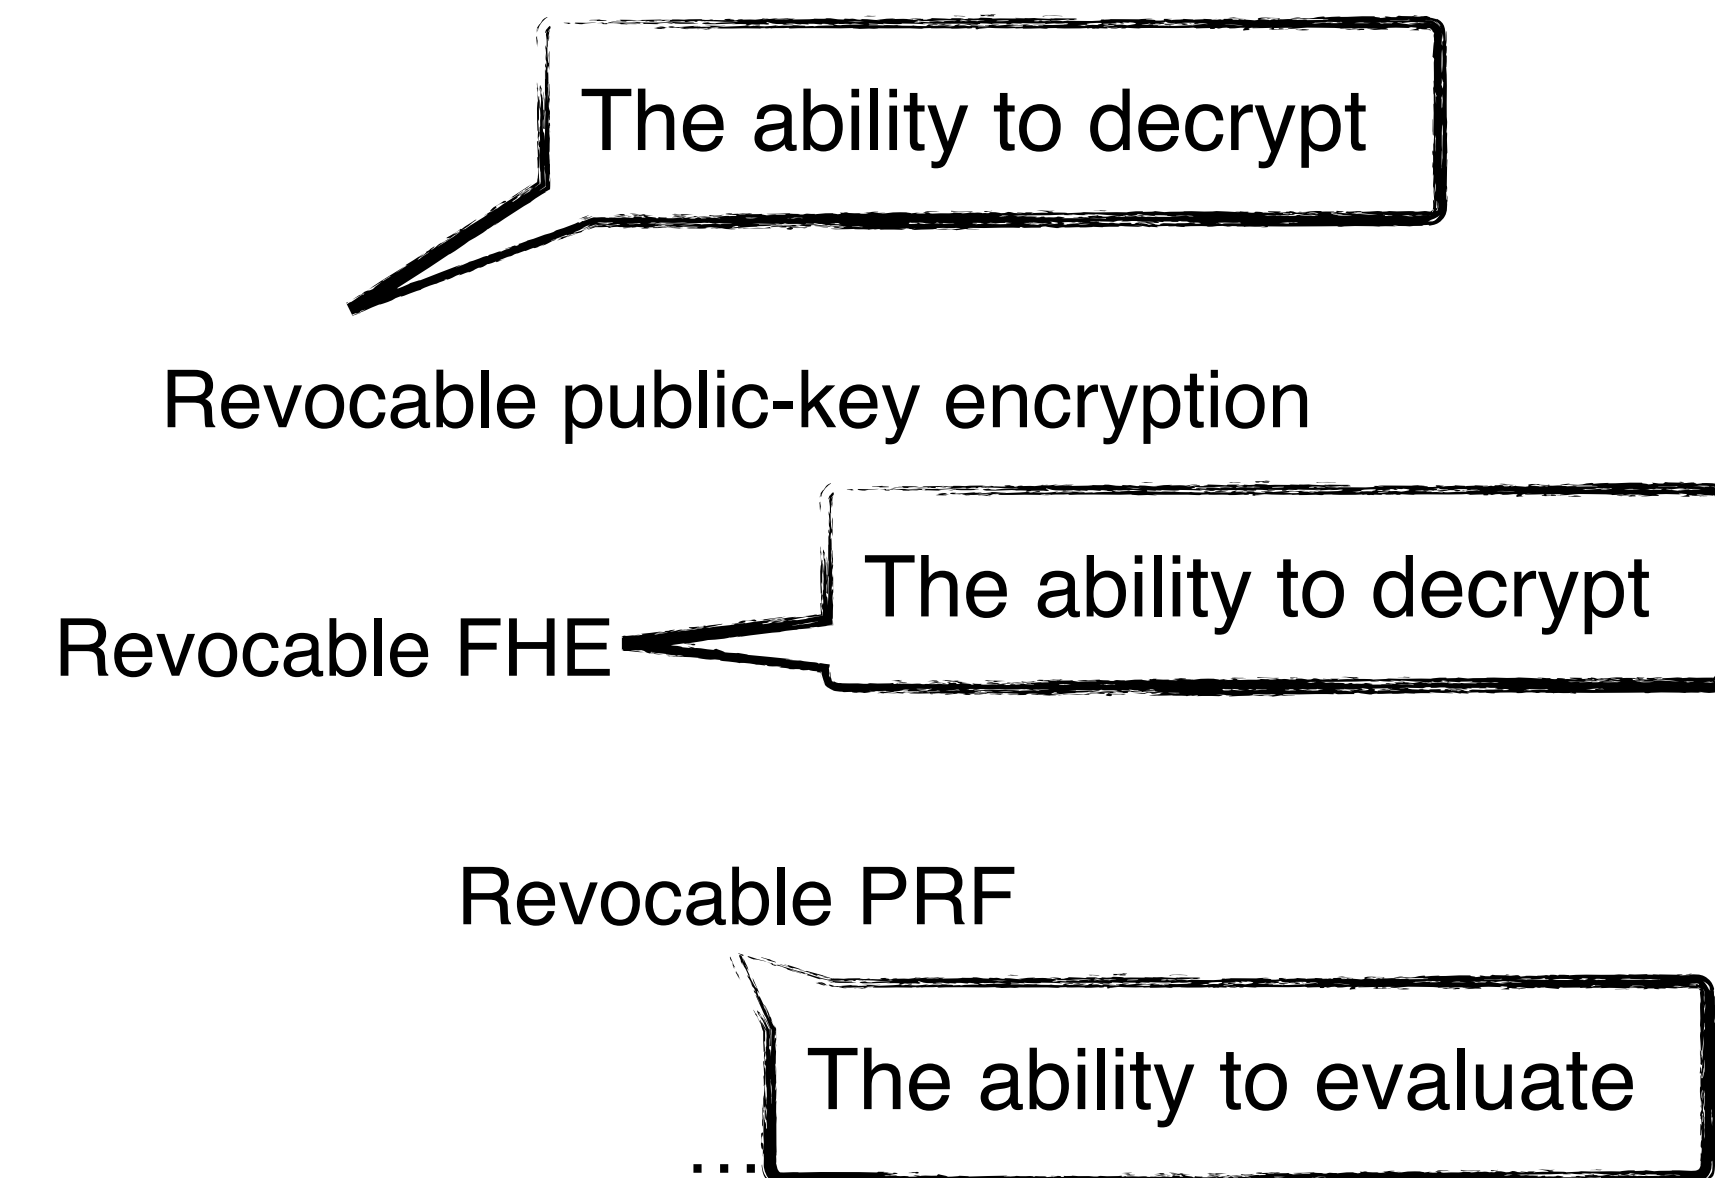 The ability to decrypt
Revocable public-key encryption
The ability to decrypt
Revocable FHE
Revocable PRF
The ability to evaluate
…